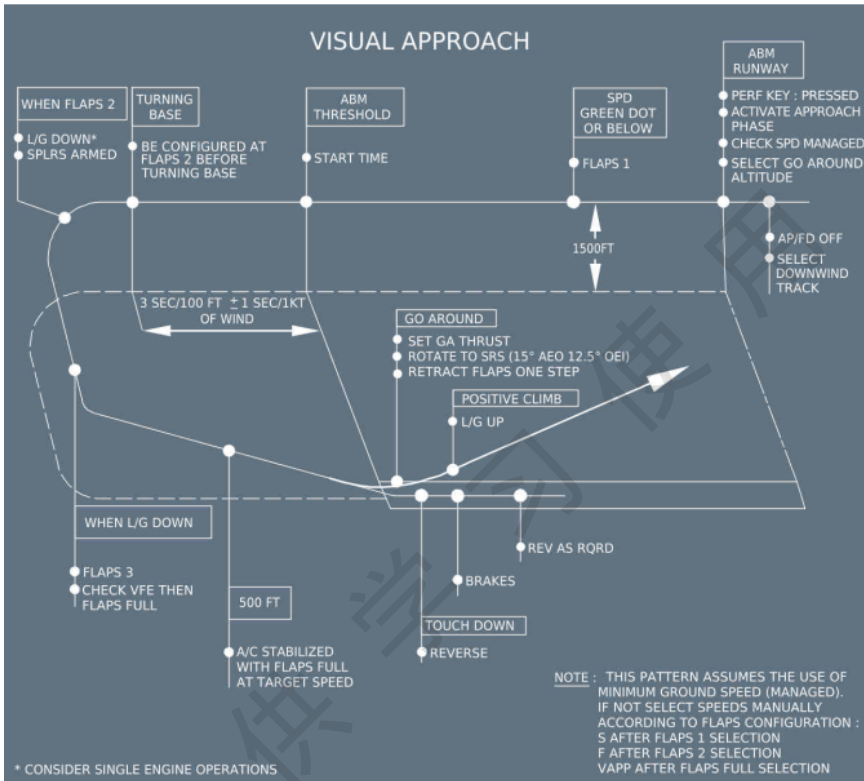 VISUAL APPROACH
WHEN FLAPS 2
L/G DOWN*
SPLRS ARMED
TURNING
BASE
BE CONFIGURED AT
FLAPS 2 BEFORE
TURNING BASE
ABM
THRESHOLD
START TIME
SPD
GREEN DOT
OR BELOW
FLAPS 1
ABM
RUNWAY
PERF KEY : PRESSED
ACTIVATE APPROACH
PHASE
CHECK SPD MANAGED
SELECT GO AROUND
ALTITUDE
1500FT
AP/FD OFF
SELECT
DOWNWIND
TRACK
3 SEC/100 FT ±1 SEC/1KT
OF WIND
GO AROUND
SET GA THRUST
ROTATE TO SRS (15° AEO 12.5° OEI)
RETRACT FLAPS ONE STEP
POSITIVE CLIMB
L/G UP
WHEN L/G DOWN
FLAPS 3
CHECK VFE THEN
FLAPS FULL
500 FT
A/C STABILIZED
WITH FLAPS FULL
AT TARGET SPEED
REV AS RQRD
BRAKES
TOUCH DOWN
REVERSE
NOTE : THIS PATTERN ASSUMES THE USE OF
MINIMUM GROUND SPEED (MANAGED).
IF NOT SELECT SPEEDS MANUALLY
ACCORDING TO FLAPS CONFIGURATION :
S AFTER FLAPS 1 SELECTION
F AFTER FLAPS 2 SELECTION
VAPP AFTER FLAPS FULL SELECTION
* CONSIDER SINGLE ENGINE OPERATIONS
供学习使用